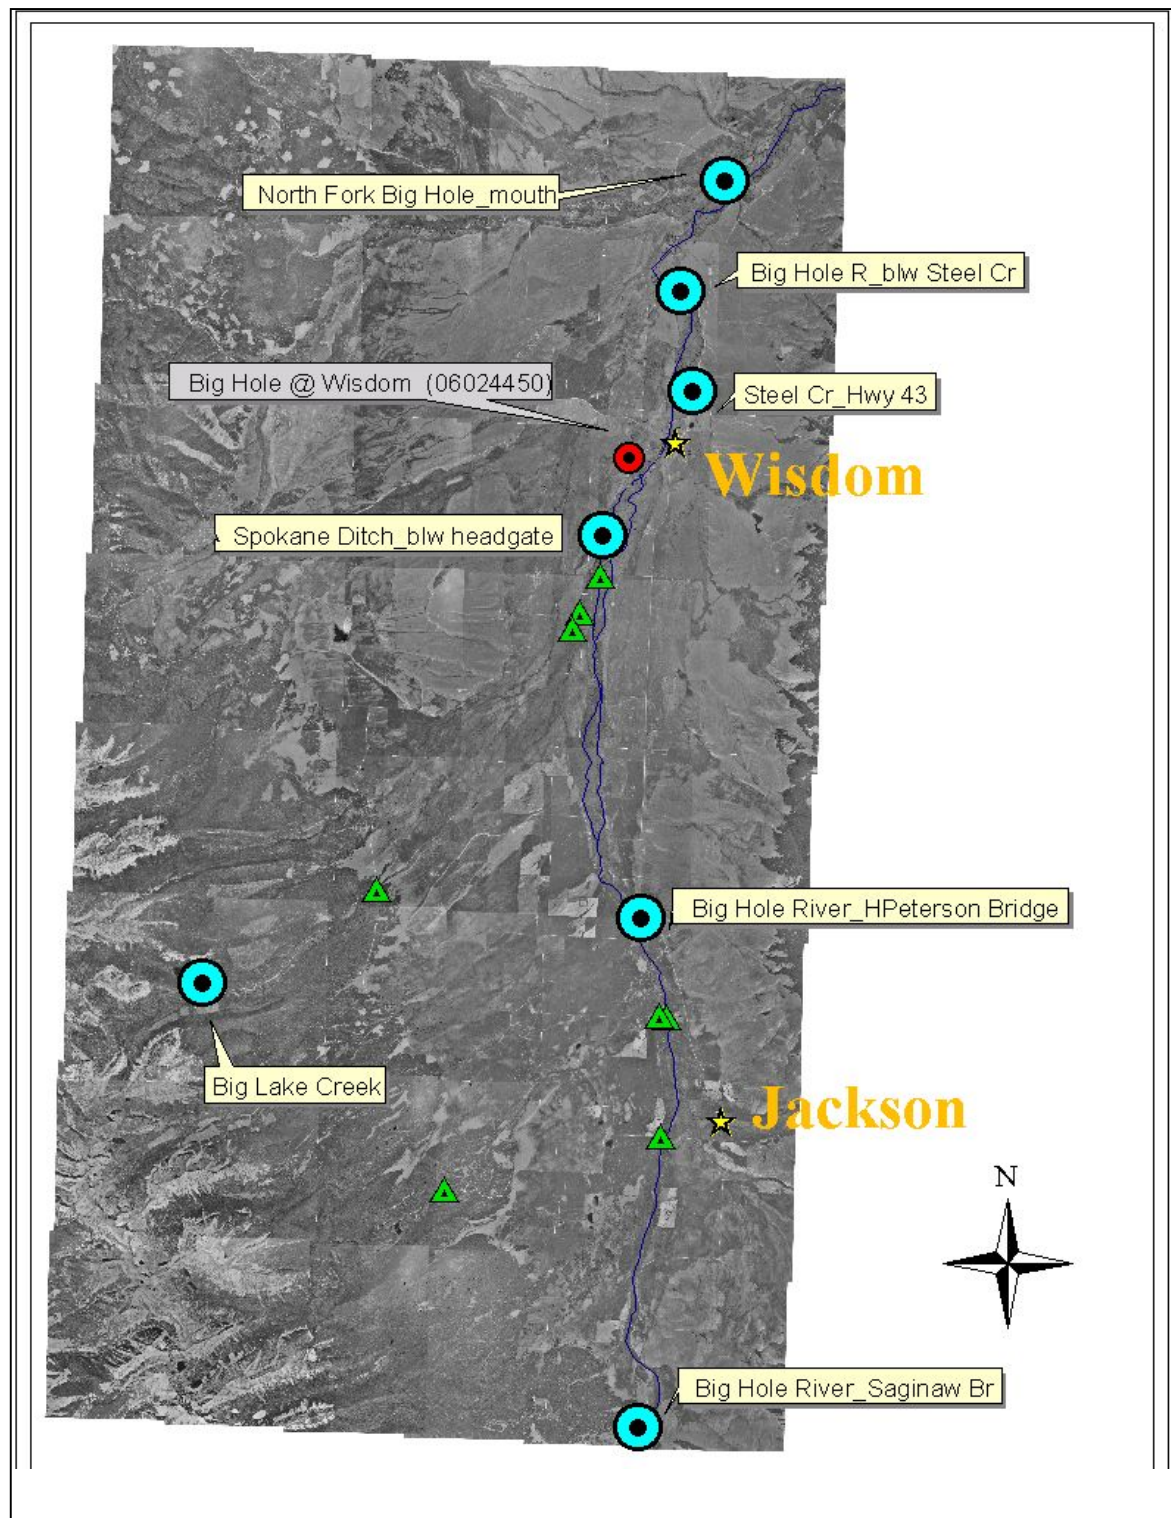 North Fork Big Hole_mouth
Big Hole R_blw Steel Cr
Big Hole @ Wisdom (06024450)
Steel Cr_Hwy 43
Wisdom
Spokane Ditch_blw headgate
Big Hole River_HPeterson Bridge
Big Lake Creek
Jackson
N
Big Hole River_Saginaw Br